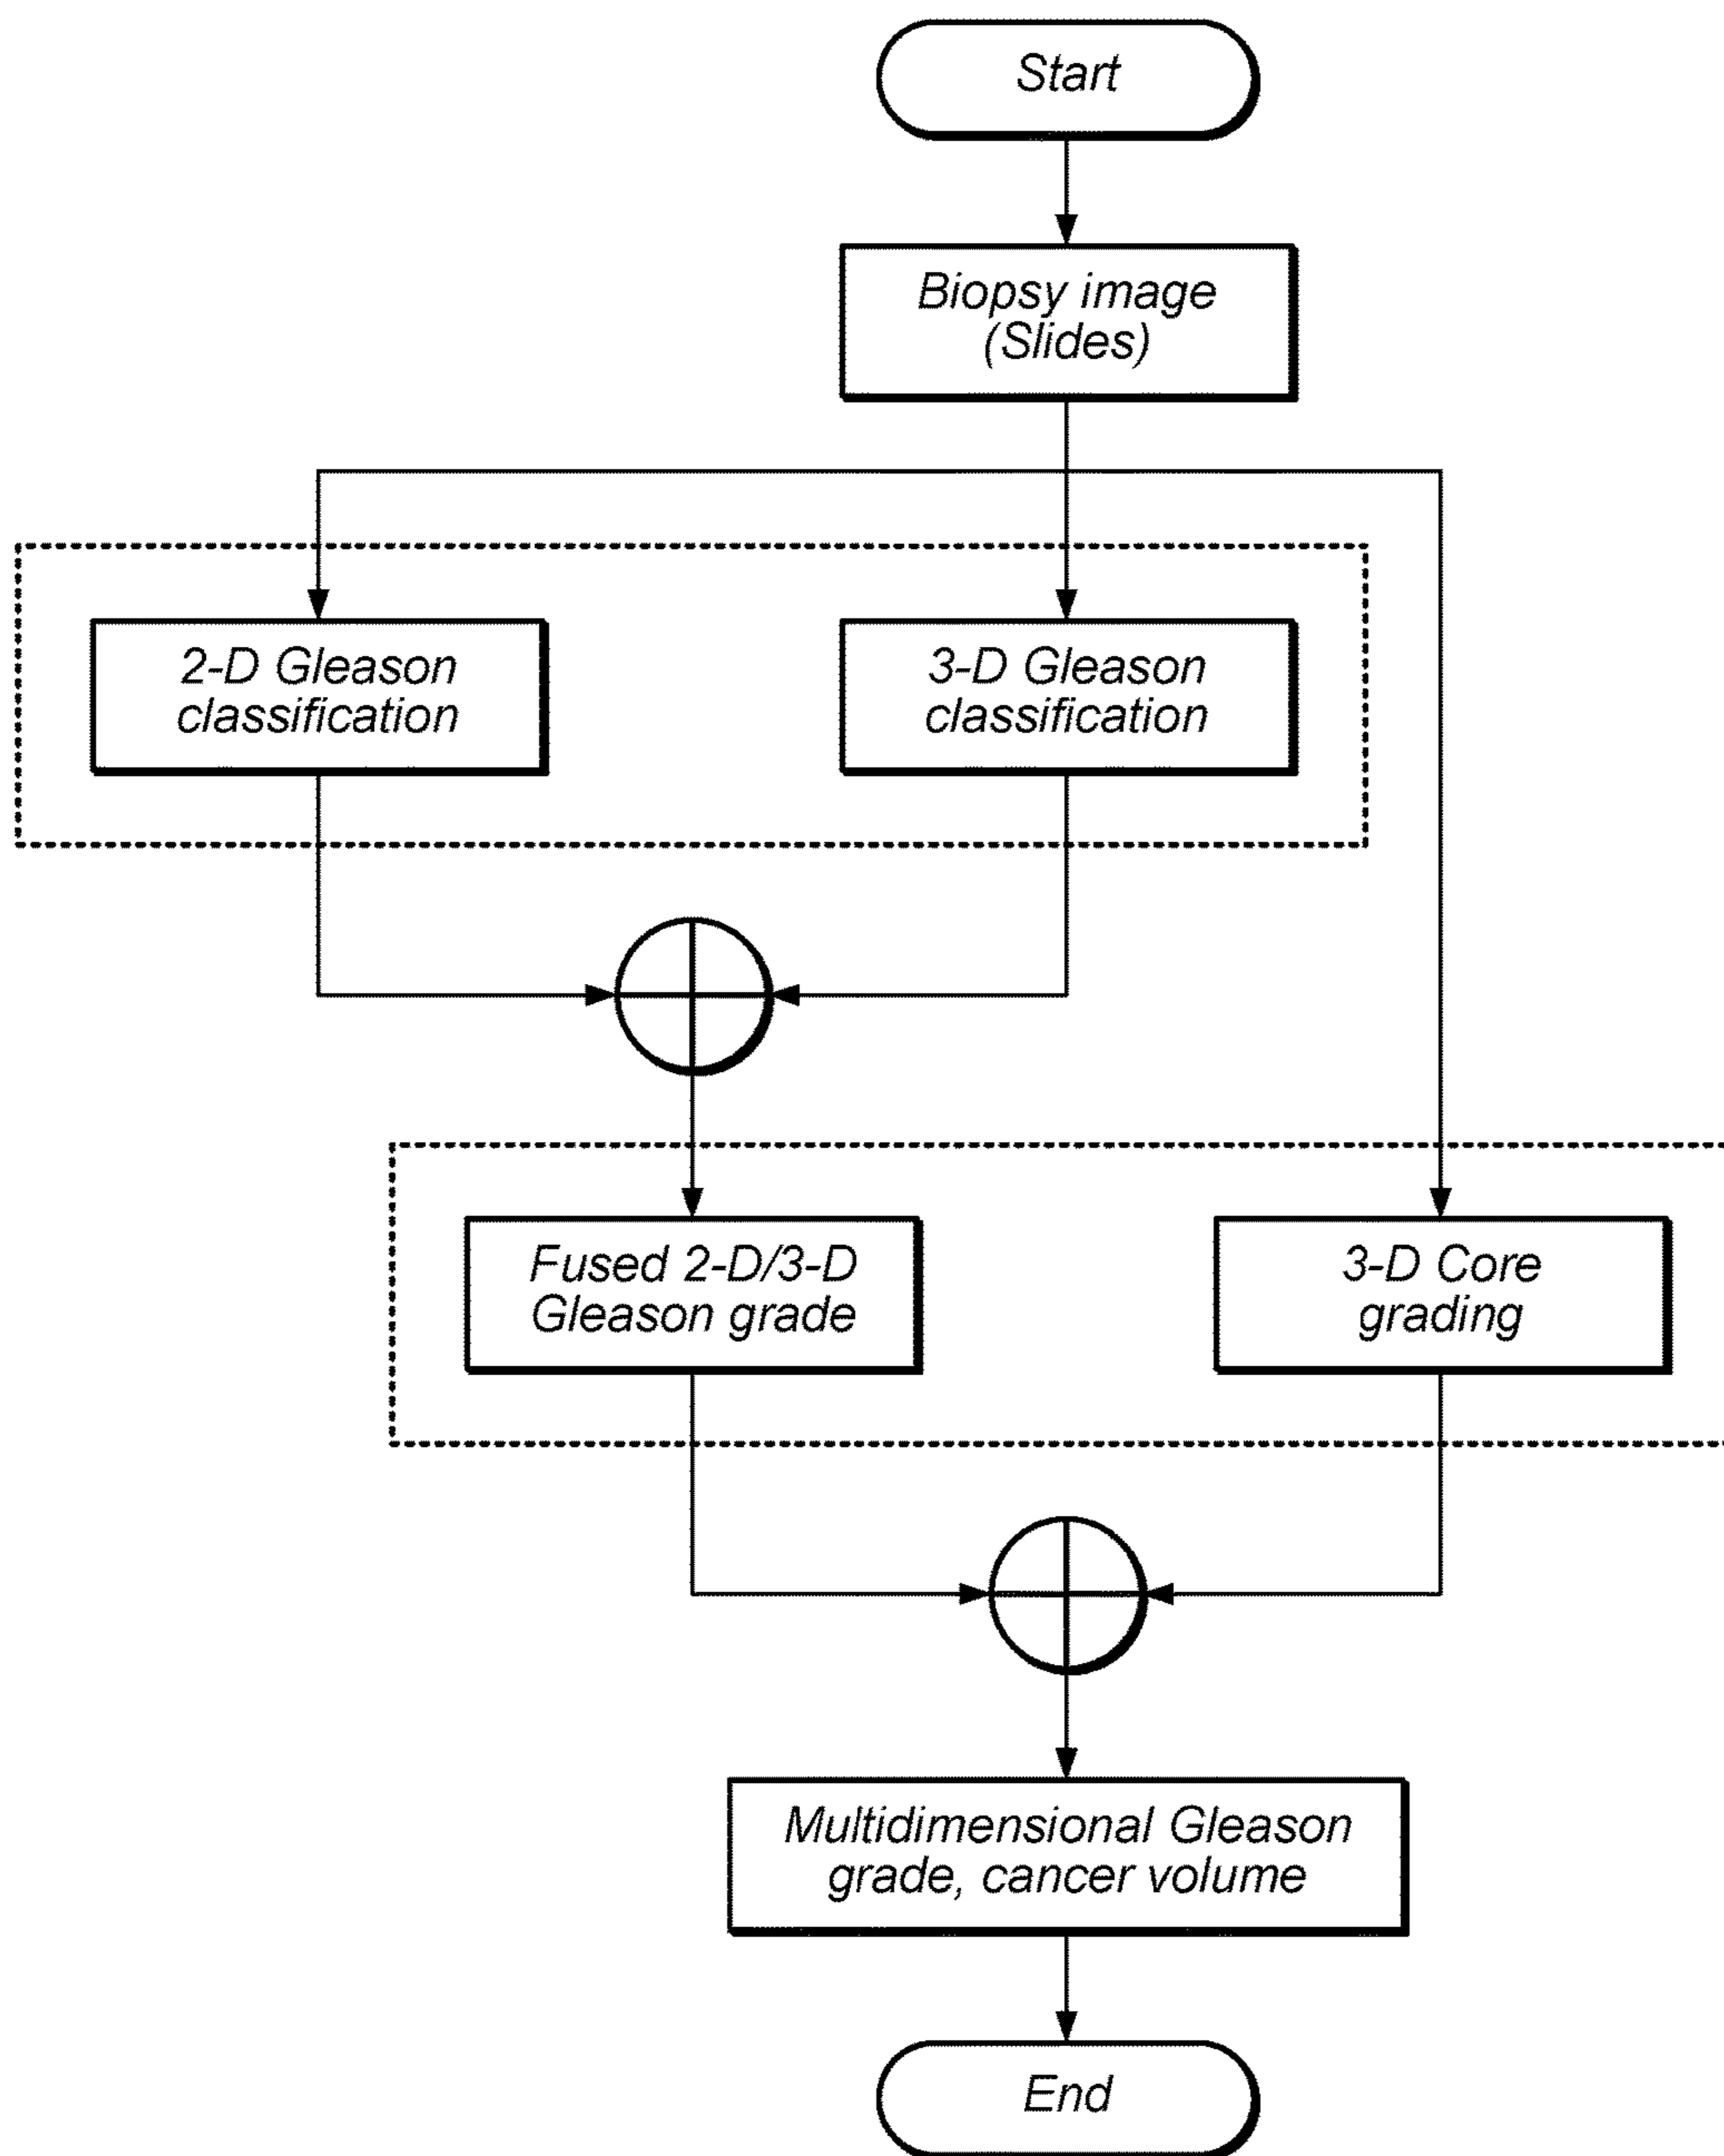 Start
Biopsy image
(Slides)
2-D Gleason
classification
3-D Gleason
classification
Fused 2-D/3-D
Gleason grade
3-D Core
grading
Multidimensional Gleason
grade, cancer volume
End